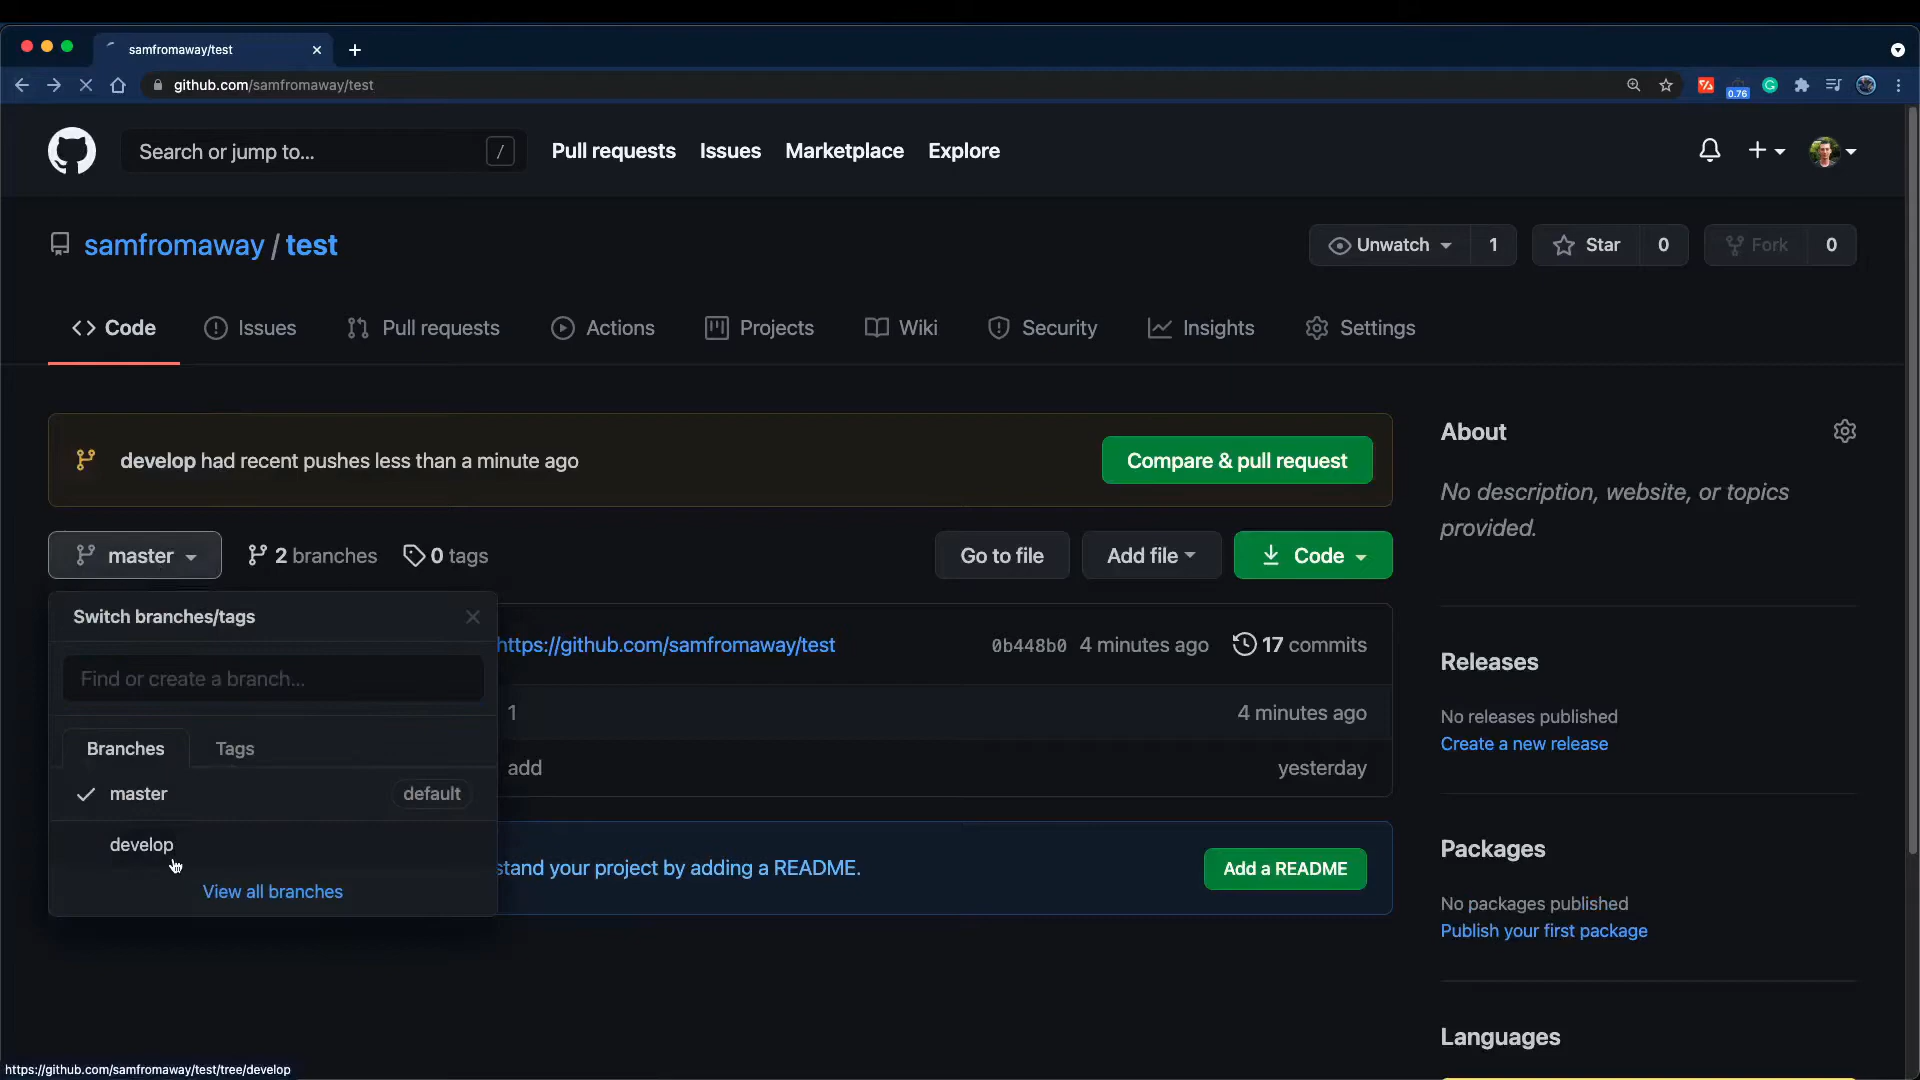 samfromaway/test
github.com/samfromaway/test
0.76
Search or jump to... /
Pull requests Issues Marketplace Explore
samfromaway / test
Unwatch 1 Star 0 Fork 0
Code Issues Pull requests Actions Projects Wiki Security Insights Settings
develop had recent pushes less than a minute ago
Compare & pull request
About
No description, website, or topics
provided.
master 2 branches 0 tags
Go to file Add file Code
Switch branches/tags
https://github.com/samfromaway/test 0b448b0 4 minutes ago 17 commits
Find or create a branch...
1 4 minutes ago
Branches Tags
add yesterday
master default
develop
View all branches
stand your project by adding a README.
Add a README
Releases
No releases published
Create a new release
Packages
No packages published
Publish your first package
Languages
https://github.com/samfromaway/test/tree/develop